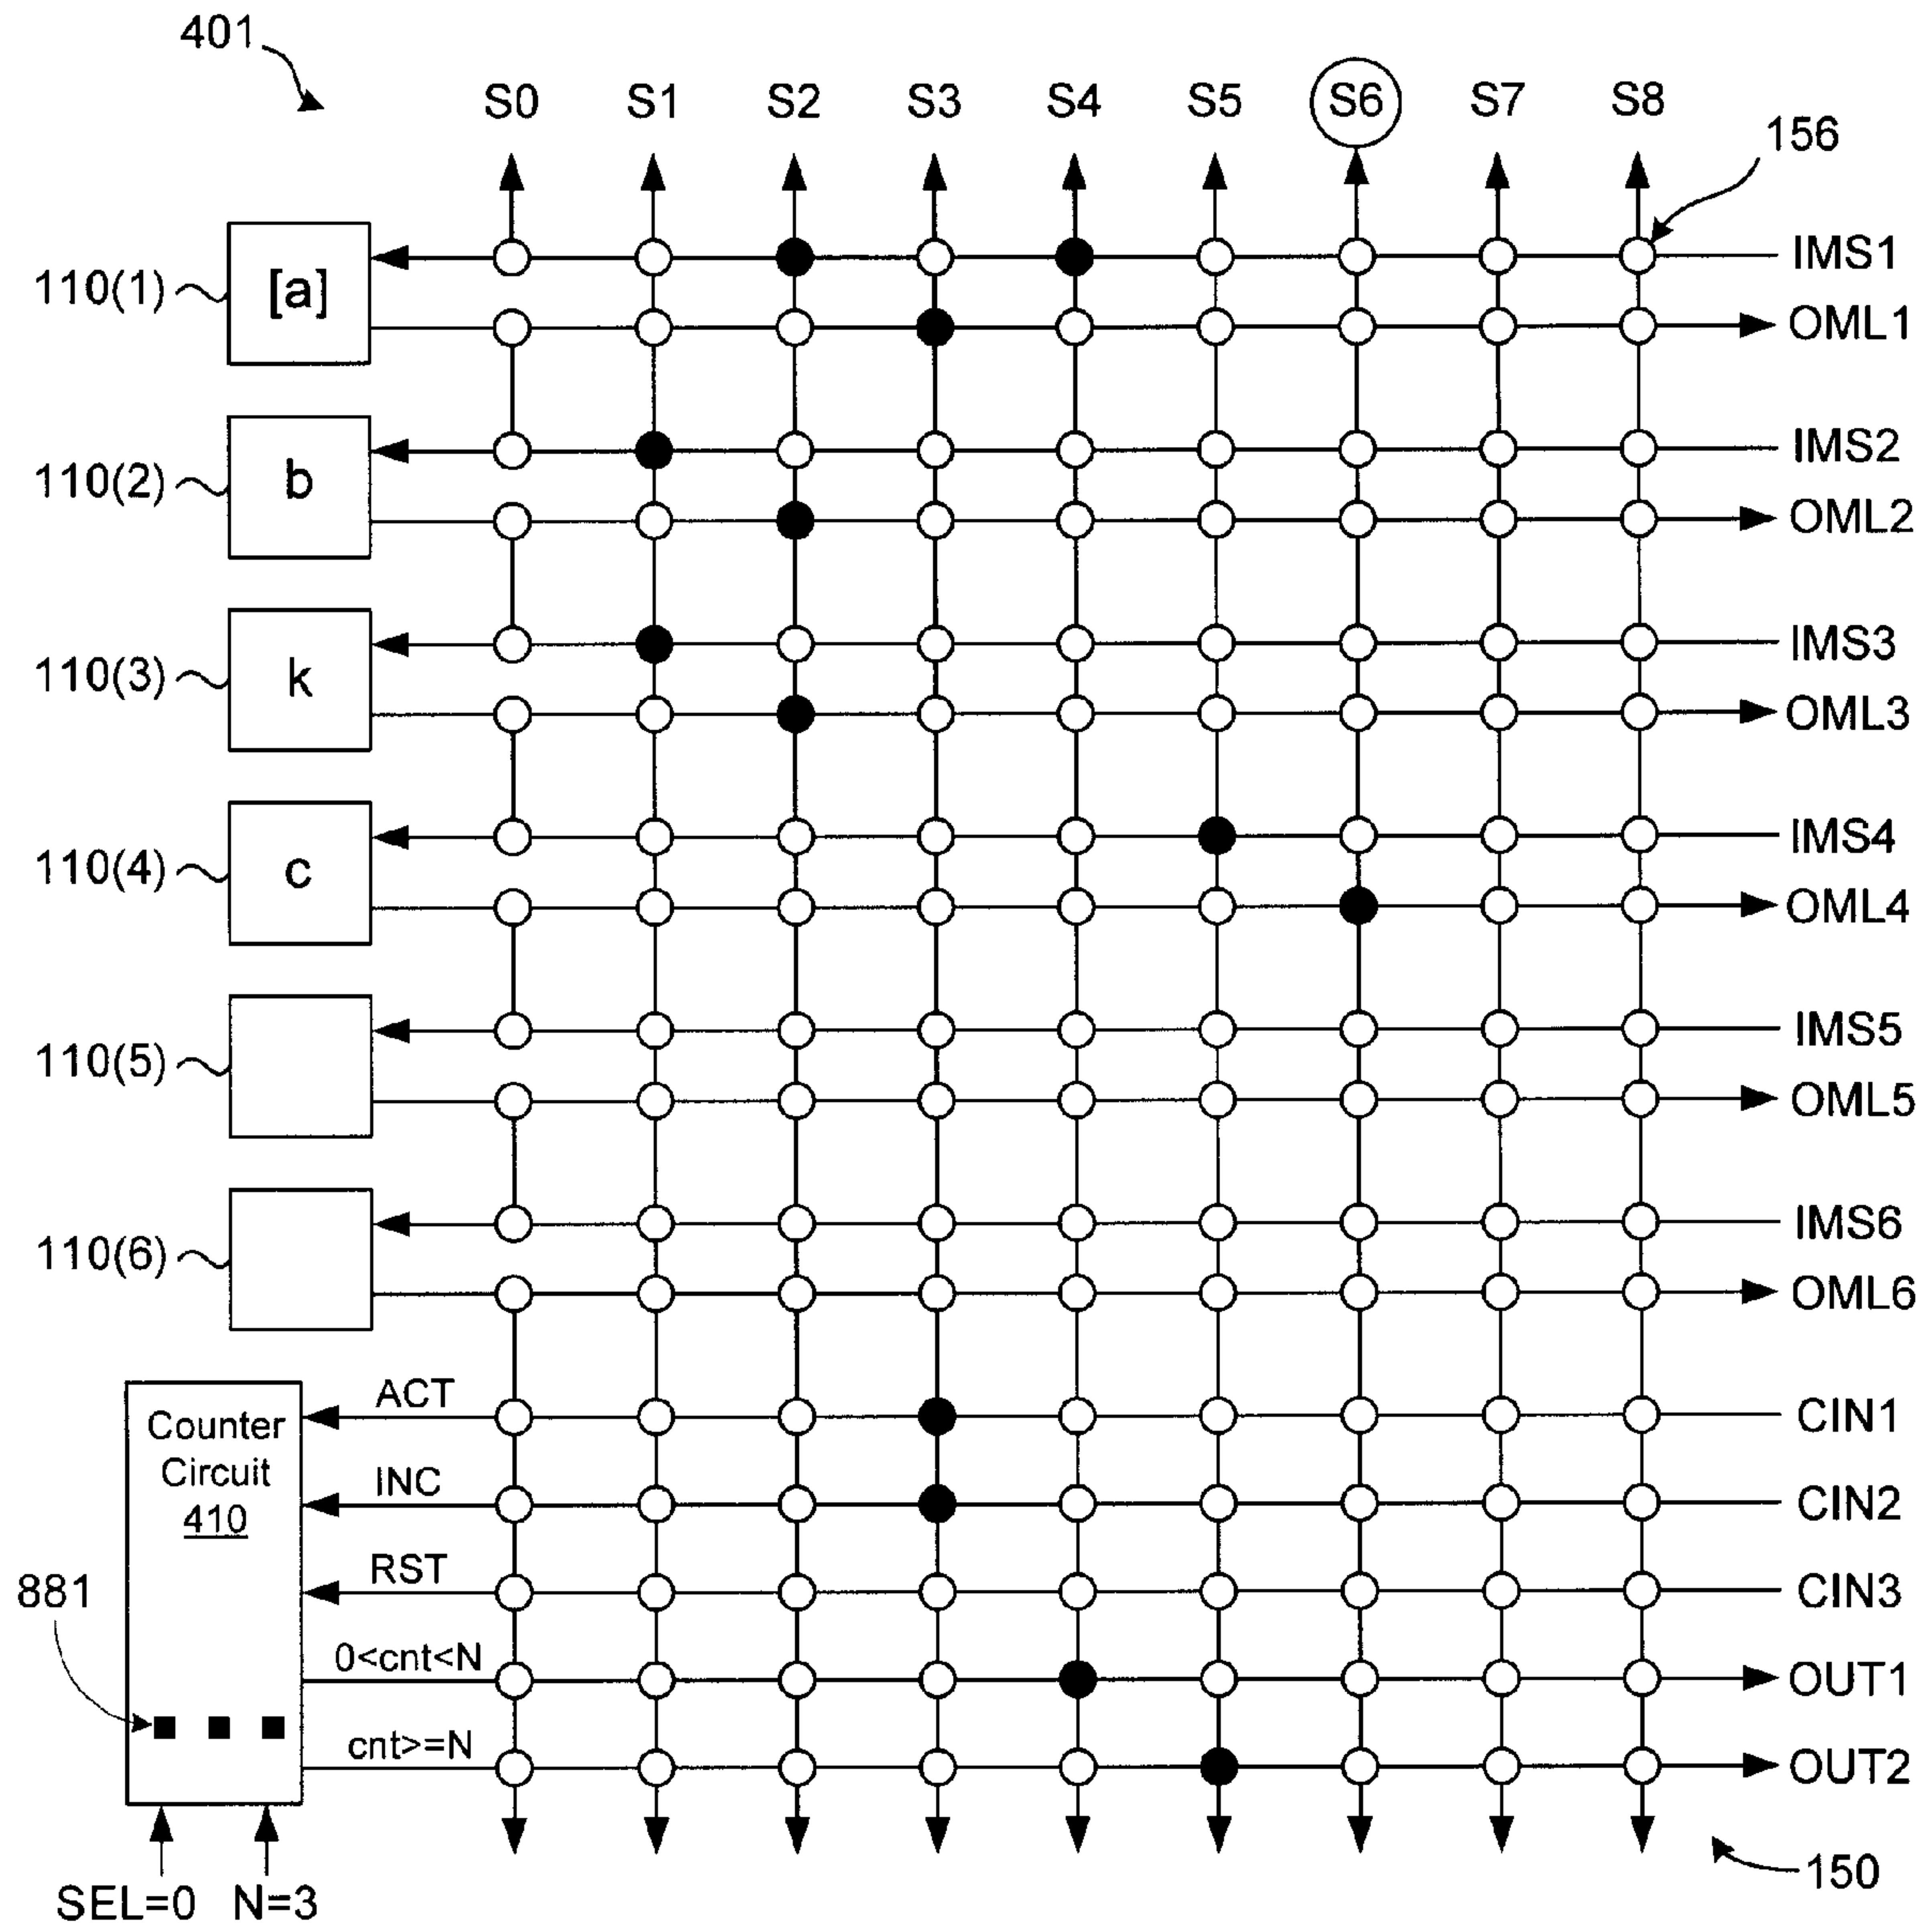 401
S0 S1 S2 S3 S4 S5 S6 S7 S8
156
110(1) [a] IMS1
OML1
110(2) b IMS2
OML2
110(3) k IMS3
OML3
110(4) c IMS4
OML4
110(5) IMS5
OML5
110(6) IMS6
OML6
Counter
Circuit
410
ACT CIN1
INC CIN2
RST CIN3
881
0<cnt<N OUT1
cnt>=N OUT2
SEL=0 N=3
150